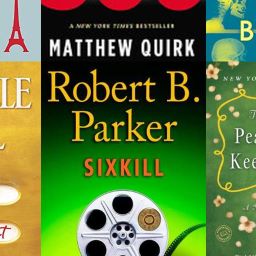 A NEW YORK TIMES BESTSELLER
MATTHEW QUIRK
Robert B.
Parker
SIXKILL
B
LE
L
NEW YOR
Pea
Kee